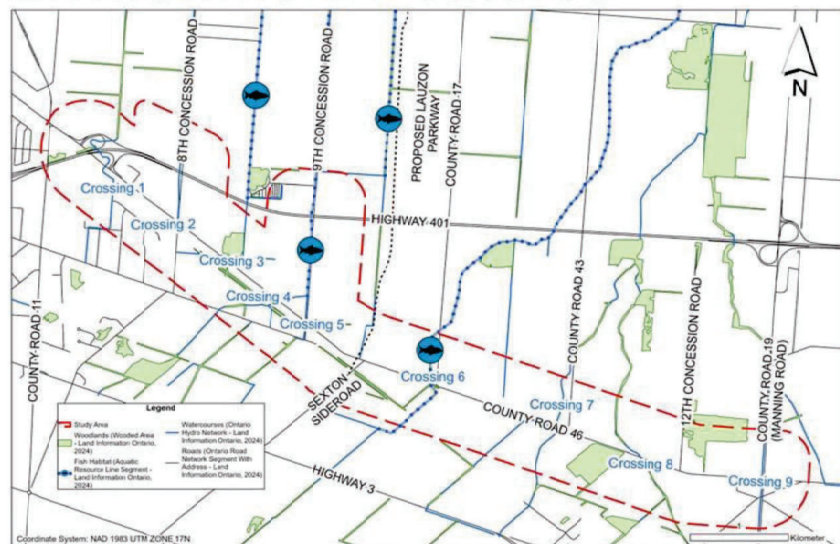 8TH CONCESSION ROAD
9TH CONCESSION ROAD
PROPOSED LAUZON
PARKWAY
COUNTY ROAD 17
N
Crossing 1
Crossing 2
HIGHWAY 401
Crossing 3
Crossing 4
Crossing 5
COUNTY ROAD 11
SEXTON
SIDEROAD
Crossing 6
COUNTY ROAD 43
12TH CONCESSION ROAD
COUNTY ROAD 19
(MANNING ROAD)
Crossing 7
COUNTY ROAD 46
Crossing 8
Crossing 9
HIGHWAY 3
Legend
Study Area
Woodlands (Wooded Area
- Land Information Ontario,
2024)
Fish Habitat (Aquatic
Resource Line Segment -
Land Information Ontario,
2024)
Watercourses (Ontario
Hydro Network - Land
Information Ontario, 2024)
Roads (Ontario Road
Network Segment With
Address - Land
Information Ontario, 2024)
1
Kilometer
Coordinate System: NAD 1983 UTM ZONE 17N